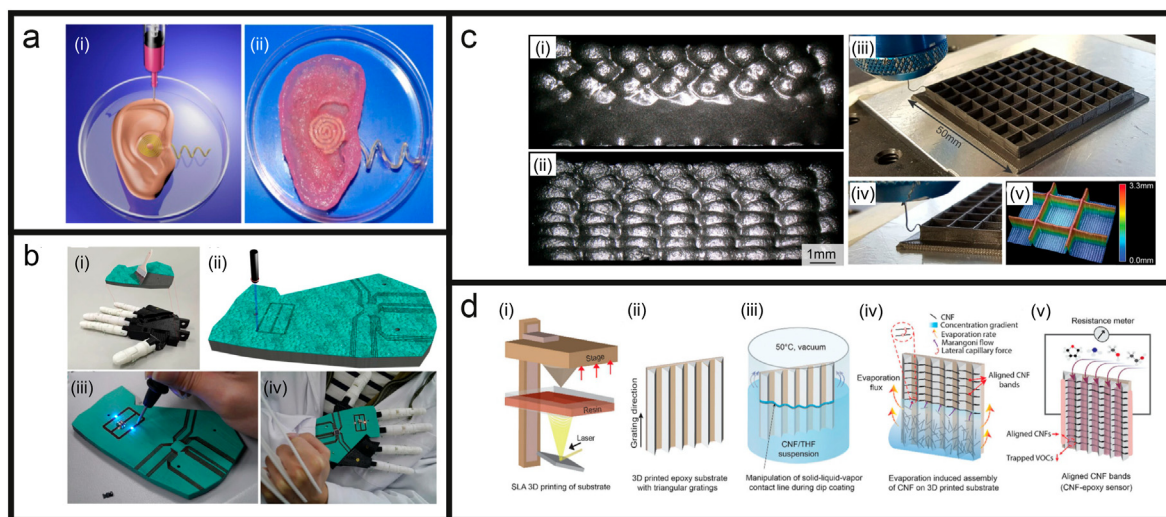 a
(i)
(ii)
b
(i)
(ii)
(iii)
(iv)
c
(i)
(ii)
1mm
(iii)
50mm
(iv)
(v)
3.3mm
0.0mm
d
(i)
Stage
Resin
Laser
SLA 3D printing of substrate
(ii)
Grating direction
3D printed epoxy substrate
with triangular gratings
(iii)
50°C, vacuum
CNF/THF
suspension
Manipulation of solid-liquid-vapor
contact line during dip coating
(iv)
CNF
Concentration gradient
Evaporation rate
Marangoni flow
Lateral capillary force
Evaporation
flux
Aligned CNF
bands
Evaporation induced assembly
of CNF on 3D printed substrate
(v)
Resistance meter
Aligned CNFs
Trapped VOCs
Aligned CNF bands
(CNF-epoxy sensor)